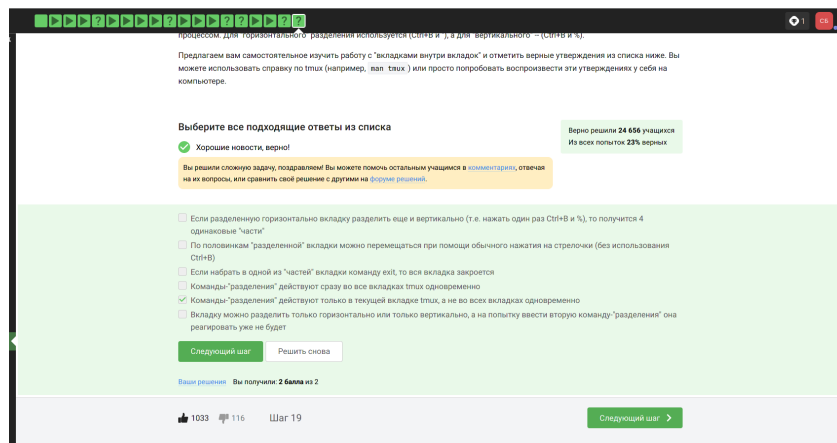 1
СБ
процессом. Для "горизонтального" разделения используется (Ctrl+B и "), а для "вертикального" – (Ctrl+B и %).
Предлагаем вам самостоятельное изучить работу с "вкладками внутри вкладок" и отметить верные утверждения из списка ниже. Вы
можете использовать справку по tmux (например, man tmux ) или просто попробовать воспроизвести эти утверждениях у себя на
компьютере.
Выберите все подходящие ответы из списка
Верно решили 24 656 учащихся
Из всех попыток 23% верных
Хорошие новости, верно!
Вы решили сложную задачу, поздравляем! Вы можете помочь остальным учащимся в комментариях, отвечая
на их вопросы, или сравнить своё решение с другими на форуме решений.
Если разделенную горизонтально вкладку разделить еще и вертикально (т.е. нажать один раз Ctrl+B и %), то получится 4
одинаковые "части"
По половинкам "разделенной" вкладки можно перемещаться при помощи обычного нажатия на стрелочки (без использования
Ctrl+B)
Если набрать в одной из "частей" вкладки команду exit, то вся вкладка закроется
Команды-"разделения" действуют сразу во все вкладках tmux одновременно
Команды-"разделения" действуют только в текущей вкладке tmux, а не во всех вкладках одновременно
Вкладку можно разделить только горизонтально или только вертикально, а на попытку ввести вторую команду-"разделения" она
реагировать уже не будет
Следующий шаг
Решить снова
Ваши решения Вы получили: 2 балла из 2
1033 116 Шаг 19
Следующий шаг